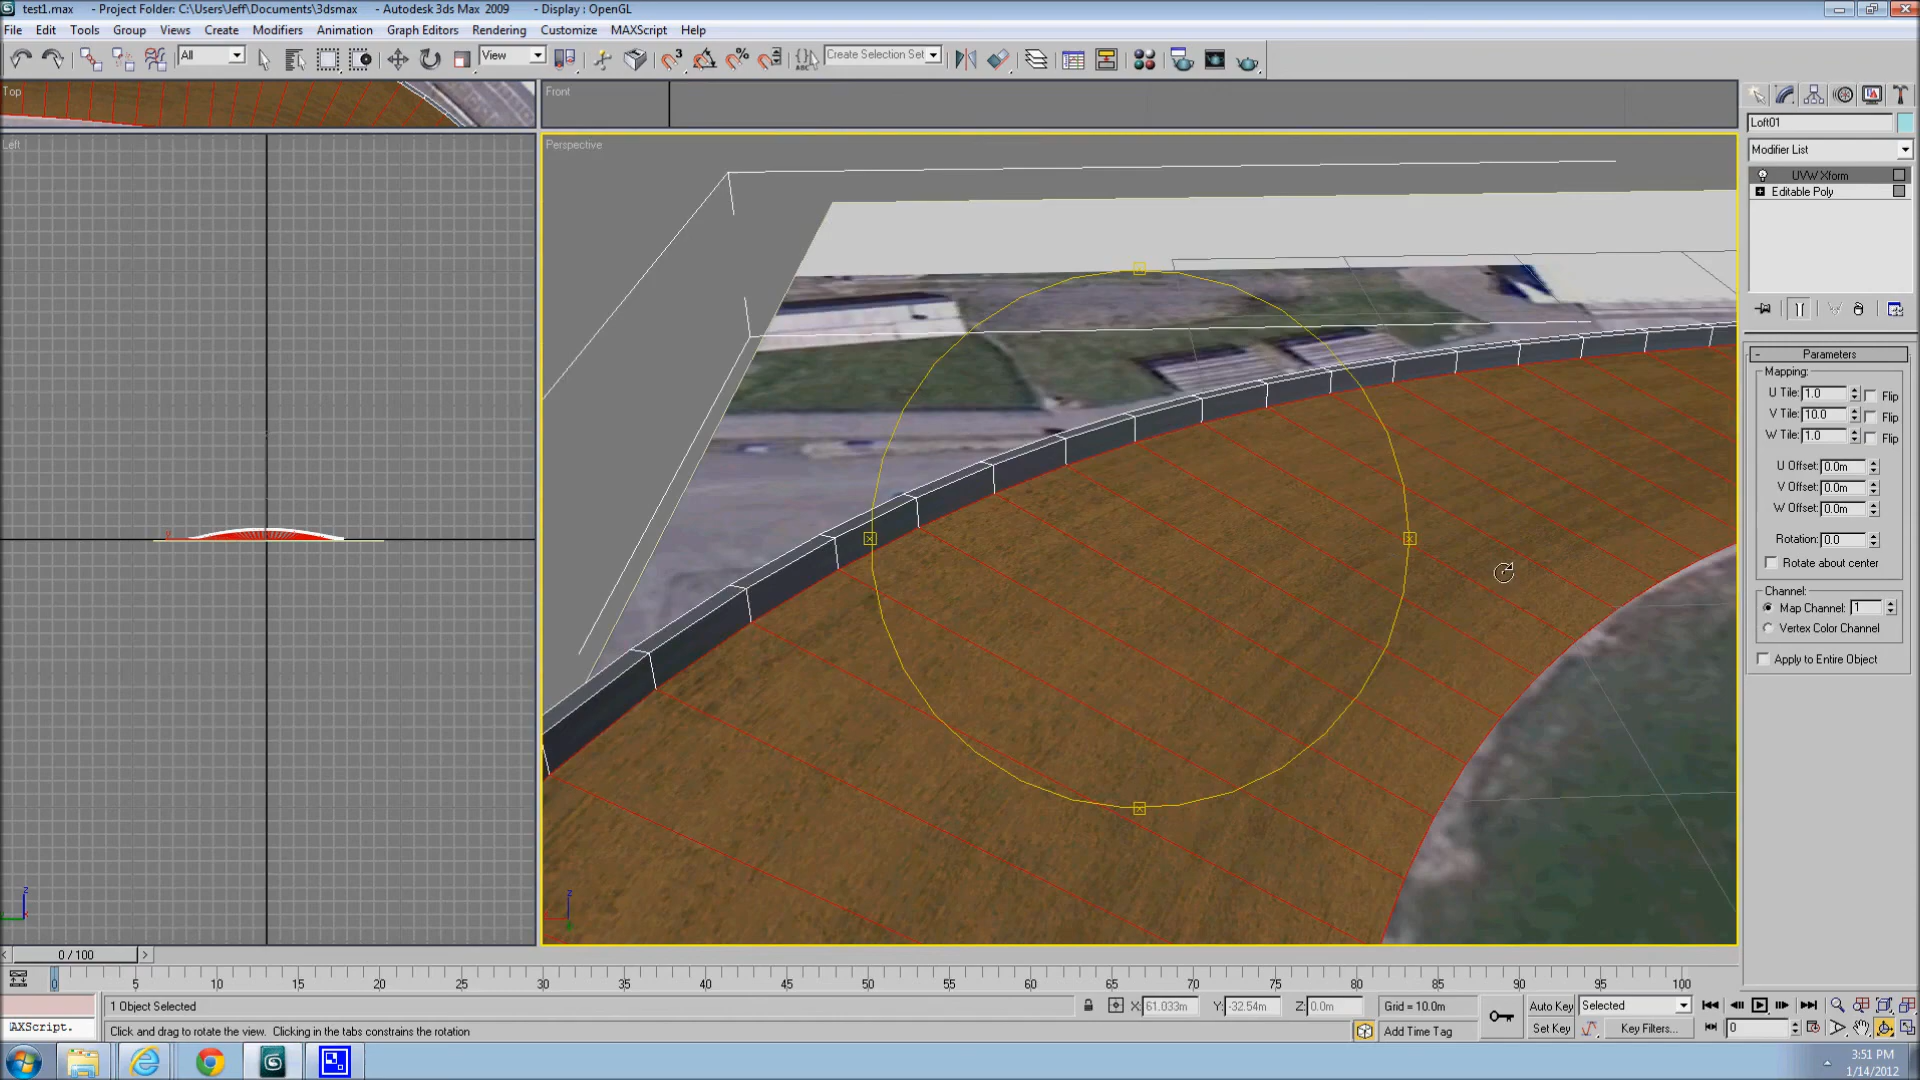 test1.max - Project Folder: C:\Users\Jeff\Documents\3dsmax - Autodesk 3ds Max 2009 - Display : OpenGL
File Edit Tools Group Views Create Modifiers Animation Graph Editors Rendering Customize MAXScript Help
All View Create Selection Set
Top
Front
Left
Perspective
Loft01
Modifier List
UVW Xform
Editable Poly
Parameters
Mapping:
U Tile: 1.0 Flip
V Tile: 10.0 Flip
W Tile: 1.0 Flip
U Offset: 0.0m
V Offset: 0.0m
W Offset: 0.0m
Rotation: 0.0
Rotate about center
Channel:
Map Channel: 1
Vertex Color Channel
Apply to Entire Object
0 / 100
0 5 10 15 20 25 30 35 40 45 50 55 60 65 70 75 80 85 90 95 100
1 Object Selected X: 61.033m Y: -32.54m Z: 0.0m Grid = 10.0m Auto Key Selected
AXScript. Click and drag to rotate the view. Clicking in the tabs constrains the rotation Add Time Tag Set Key Key Filters... 0
3:51 PM
1/14/2012